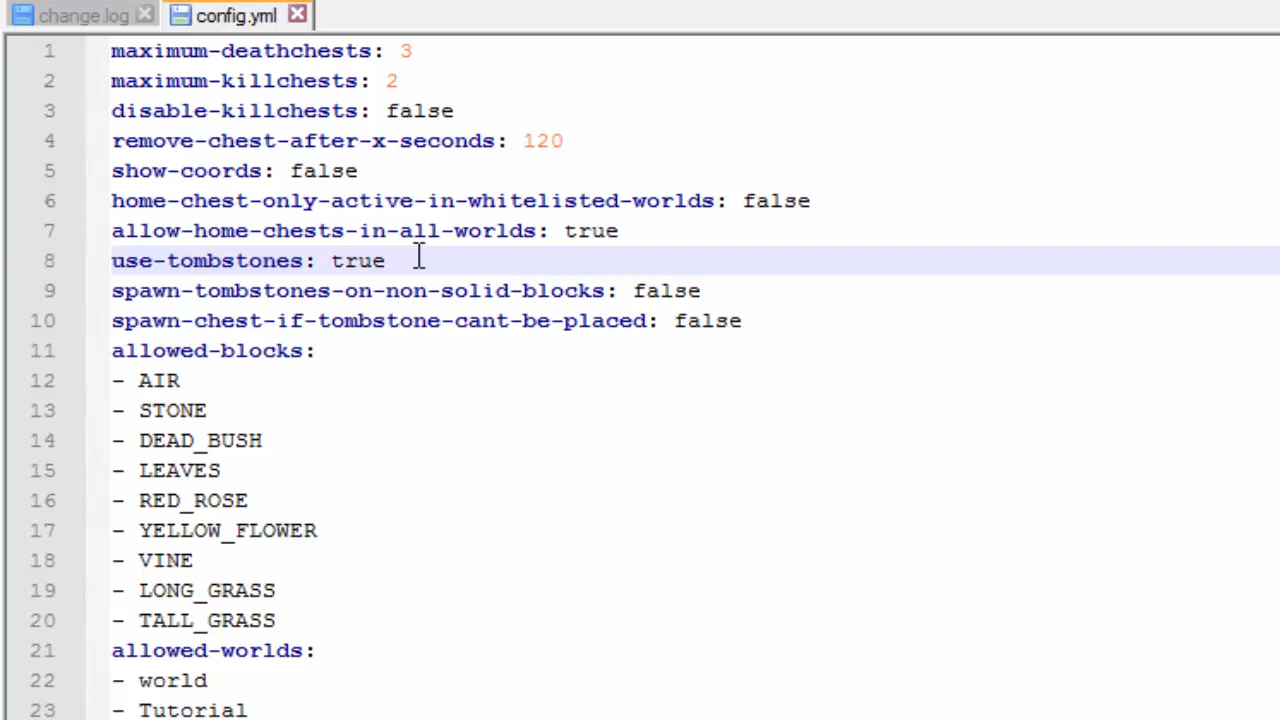 change.log config.yml
1 maximum-deathchests: 3
2 maximum-killchests: 2
3 disable-killchests: false
4 remove-chest-after-x-seconds: 120
5 show-coords: false
6 home-chest-only-active-in-whitelisted-worlds: false
7 allow-home-chests-in-all-worlds: true
8 use-tombstones: true
9 spawn-tombstones-on-non-solid-blocks: false
10 spawn-chest-if-tombstone-cant-be-placed: false
11 allowed-blocks:
12 - AIR
13 - STONE
14 - DEAD_BUSH
15 - LEAVES
16 - RED_ROSE
17 - YELLOW_FLOWER
18 - VINE
19 - LONG_GRASS
20 - TALL_GRASS
21 allowed-worlds:
22 - world
23 - Tutorial